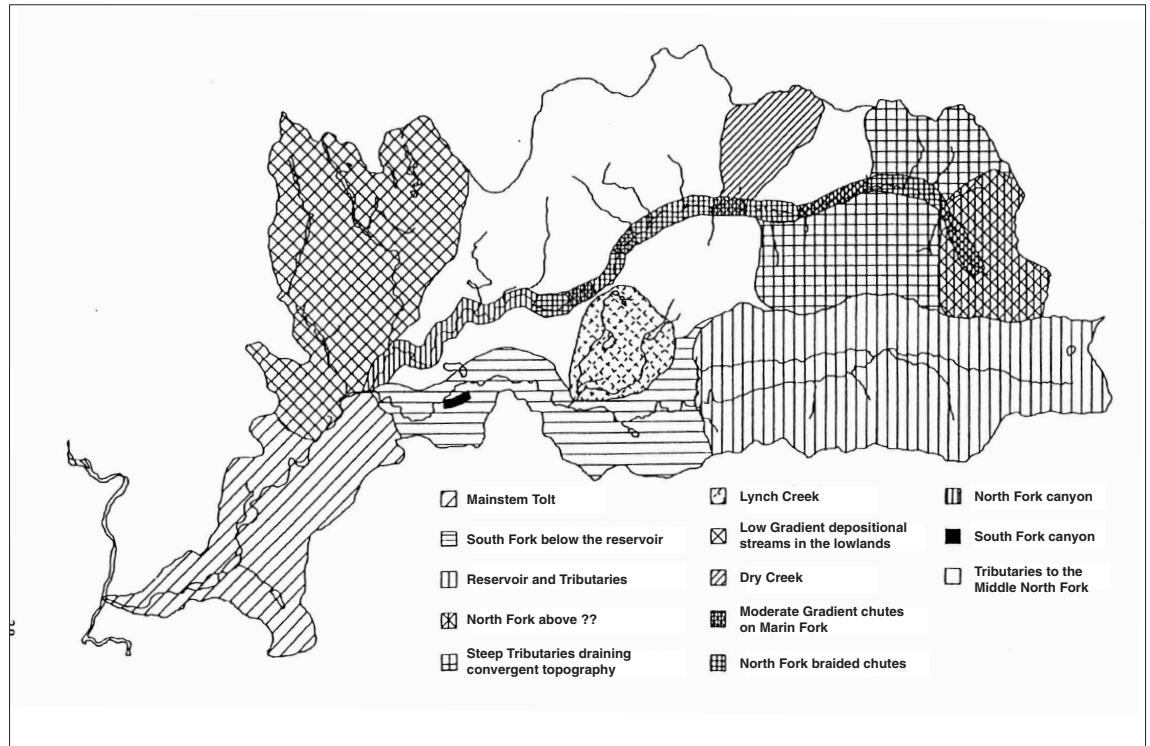 Mainstem Tolt
South Fork below the reservoir
Reservoir and Tributaries
North Fork above ??
Steep Tributaries draining
convergent topography
Lynch Creek
Low Gradient depositional
streams in the lowlands
Dry Creek
Moderate Gradient chutes
on Marin Fork
North Fork braided chutes
North Fork canyon
South Fork canyon
Tributaries to the
Middle North Fork